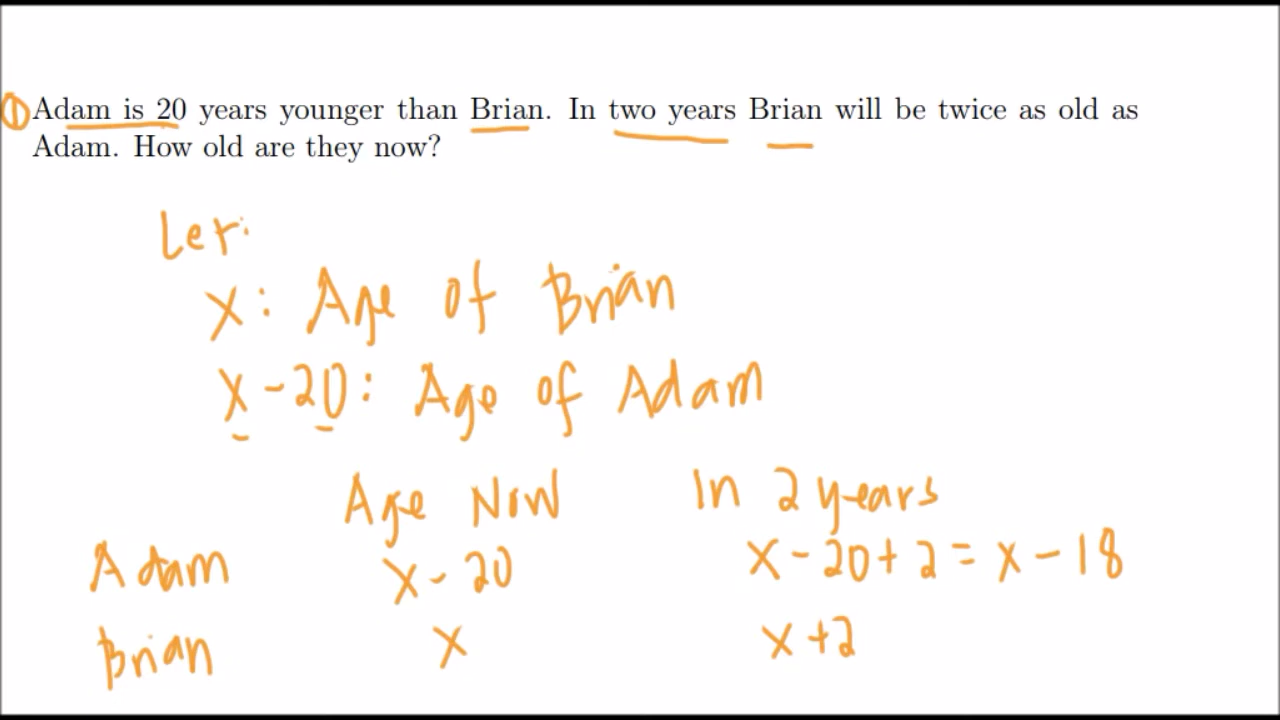 ① Adam is 20 years younger than Brian. In two years Brian will be twice as old as
Adam. How old are they now?
Let:
x: Age of Brian
x - 20: Age of Adam
Age Now In 2 years
Adam x - 20 x - 20 + 2 = x - 18
Brian x x + 2